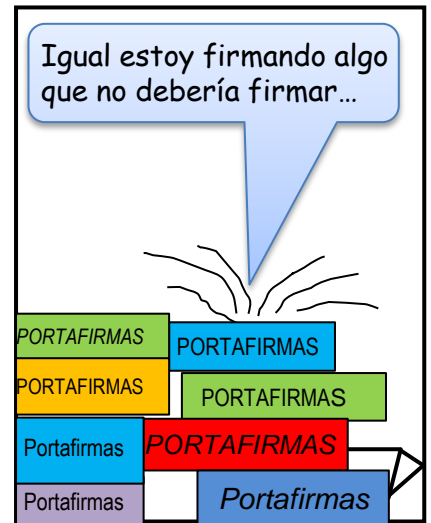 Igual estoy firmando algo
que no debería firmar…
PORTAFIRMAS
PORTAFIRMAS
PORTAFIRMAS
PORTAFIRMAS
Portafirmas
PORTAFIRMAS
Portafirmas
Portafirmas